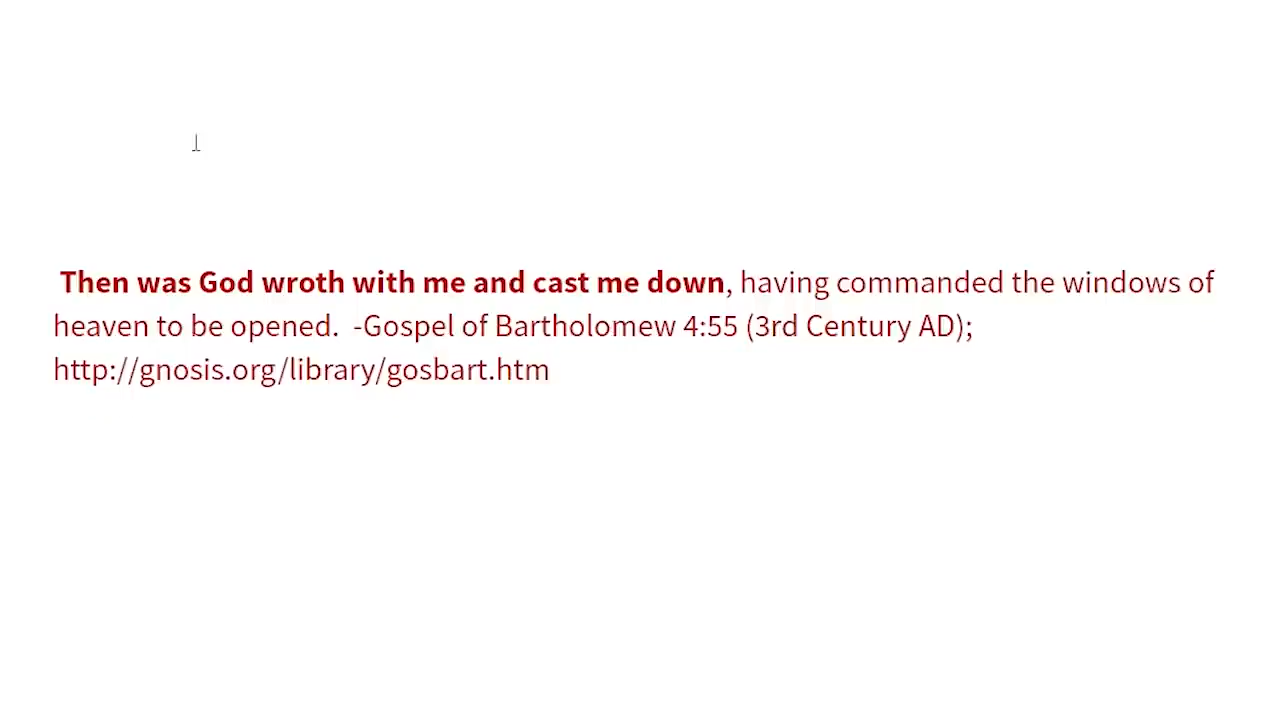 Then was God wroth with me and cast me down, having commanded the windows of
heaven to be opened.  -Gospel of Bartholomew 4:55 (3rd Century AD);
http://gnosis.org/library/gosbart.htm